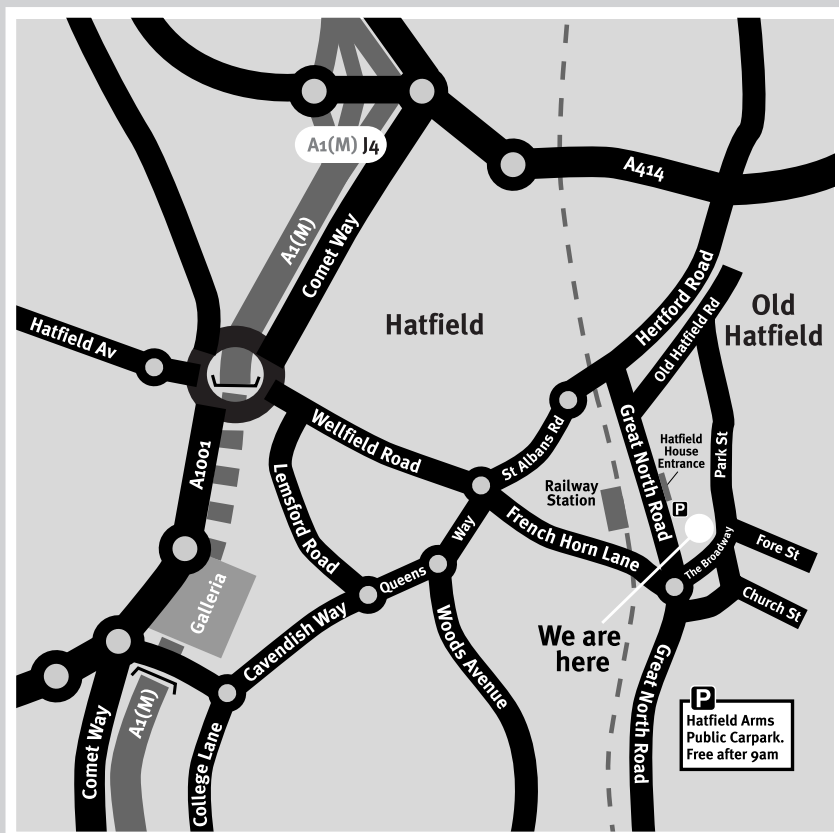 A1(M) J4
A414
A1(M)
Comet Way
Hertford Road
Old Hatfield Rd
Old
Hatfield
Hatfield
Hatfield Av
Wellfield Road
St Albans Rd
Great North Road
Hatfield
House
Entrance
Park St
A1001
Lemsford Road
Railway
Station
P
Queens
Way
French Horn Lane
The Broadway
Fore St
Church St
Galleria
Cavendish Way
Woods Avenue
We are
here
Great North Road
A1(M)
Comet Way
College Lane
P
Hatfield Arms
Public Carpark.
Free after 9am